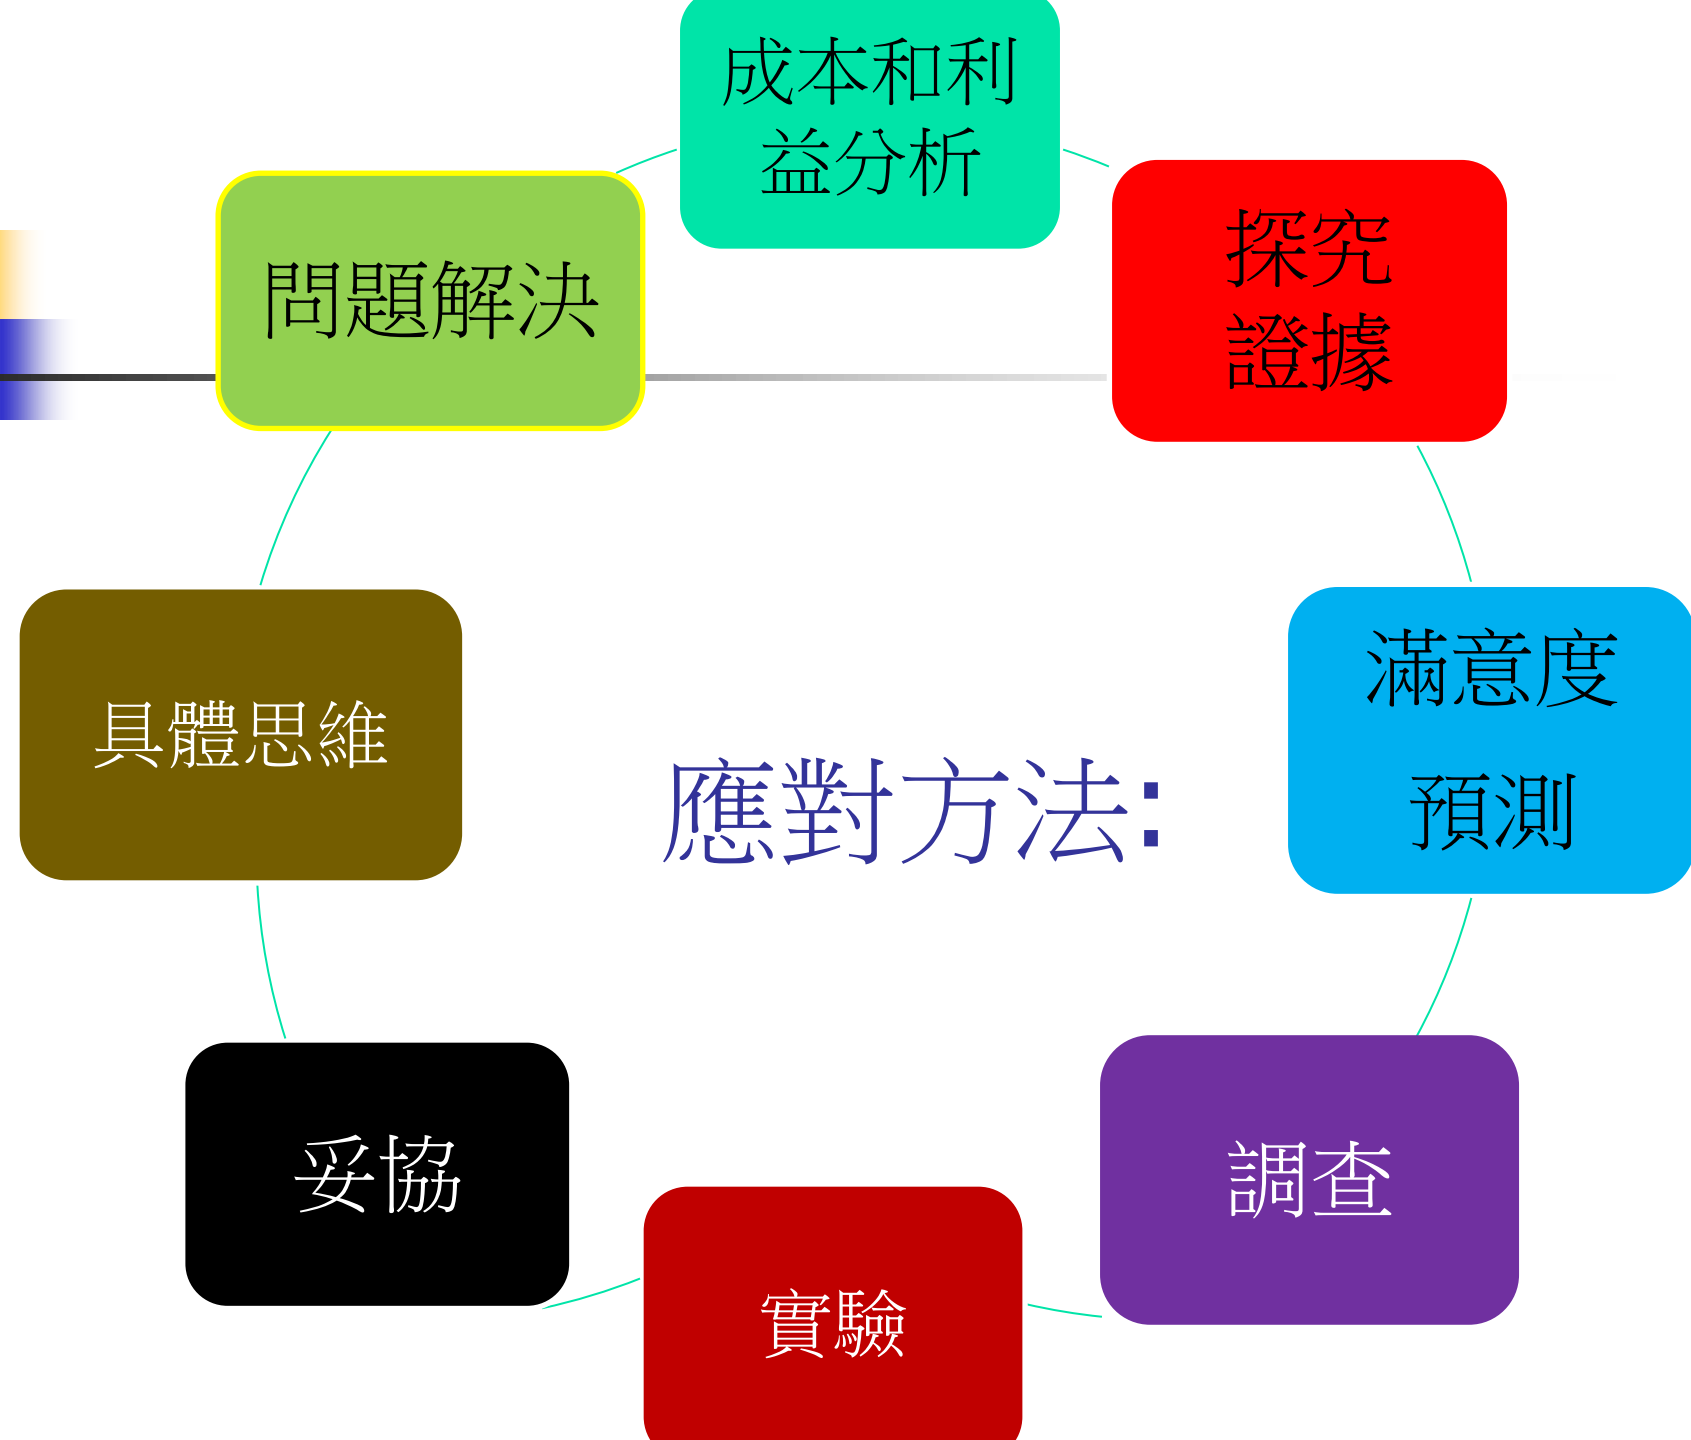 成本和利
益分析
探究
證據
滿意度
預測
調查
實驗
妥協
具體思維
問題解決
應對方法: